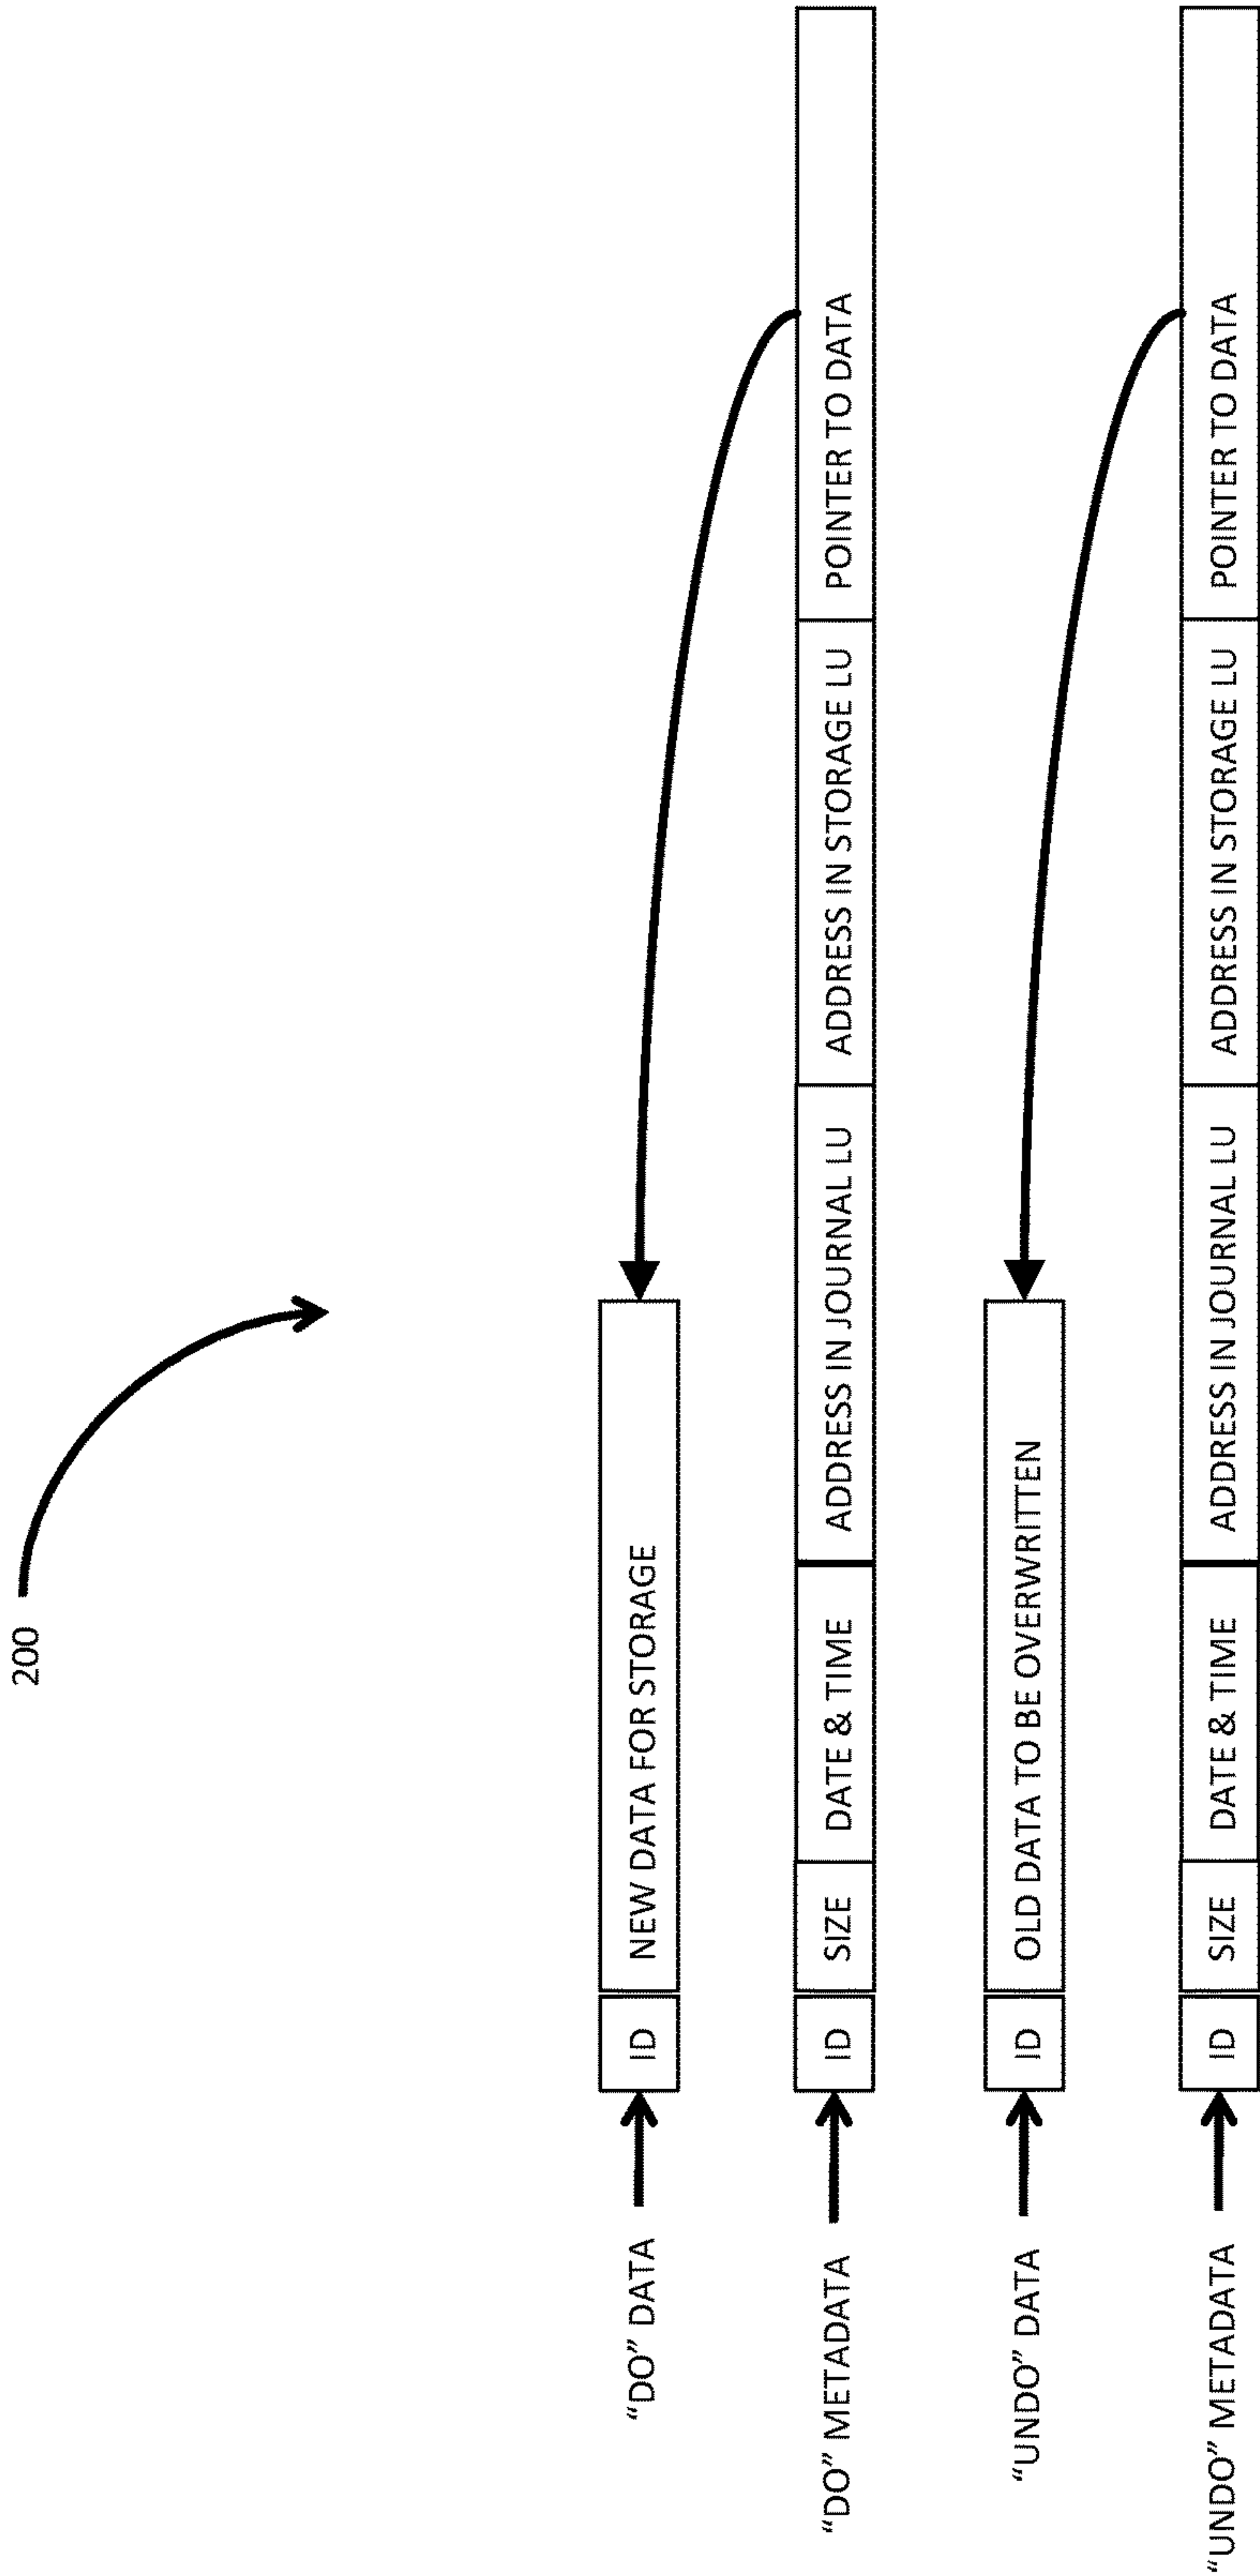 200
“DO” DATA
ID
NEW DATA FOR STORAGE
“DO” METADATA
ID
SIZE
DATE & TIME
ADDRESS IN JOURNAL LU
ADDRESS IN STORAGE LU
POINTER TO DATA
“UNDO” DATA
ID
OLD DATA TO BE OVERWRITTEN
“UNDO” METADATA
ID
SIZE
DATE & TIME
ADDRESS IN JOURNAL LU
ADDRESS IN STORAGE LU
POINTER TO DATA